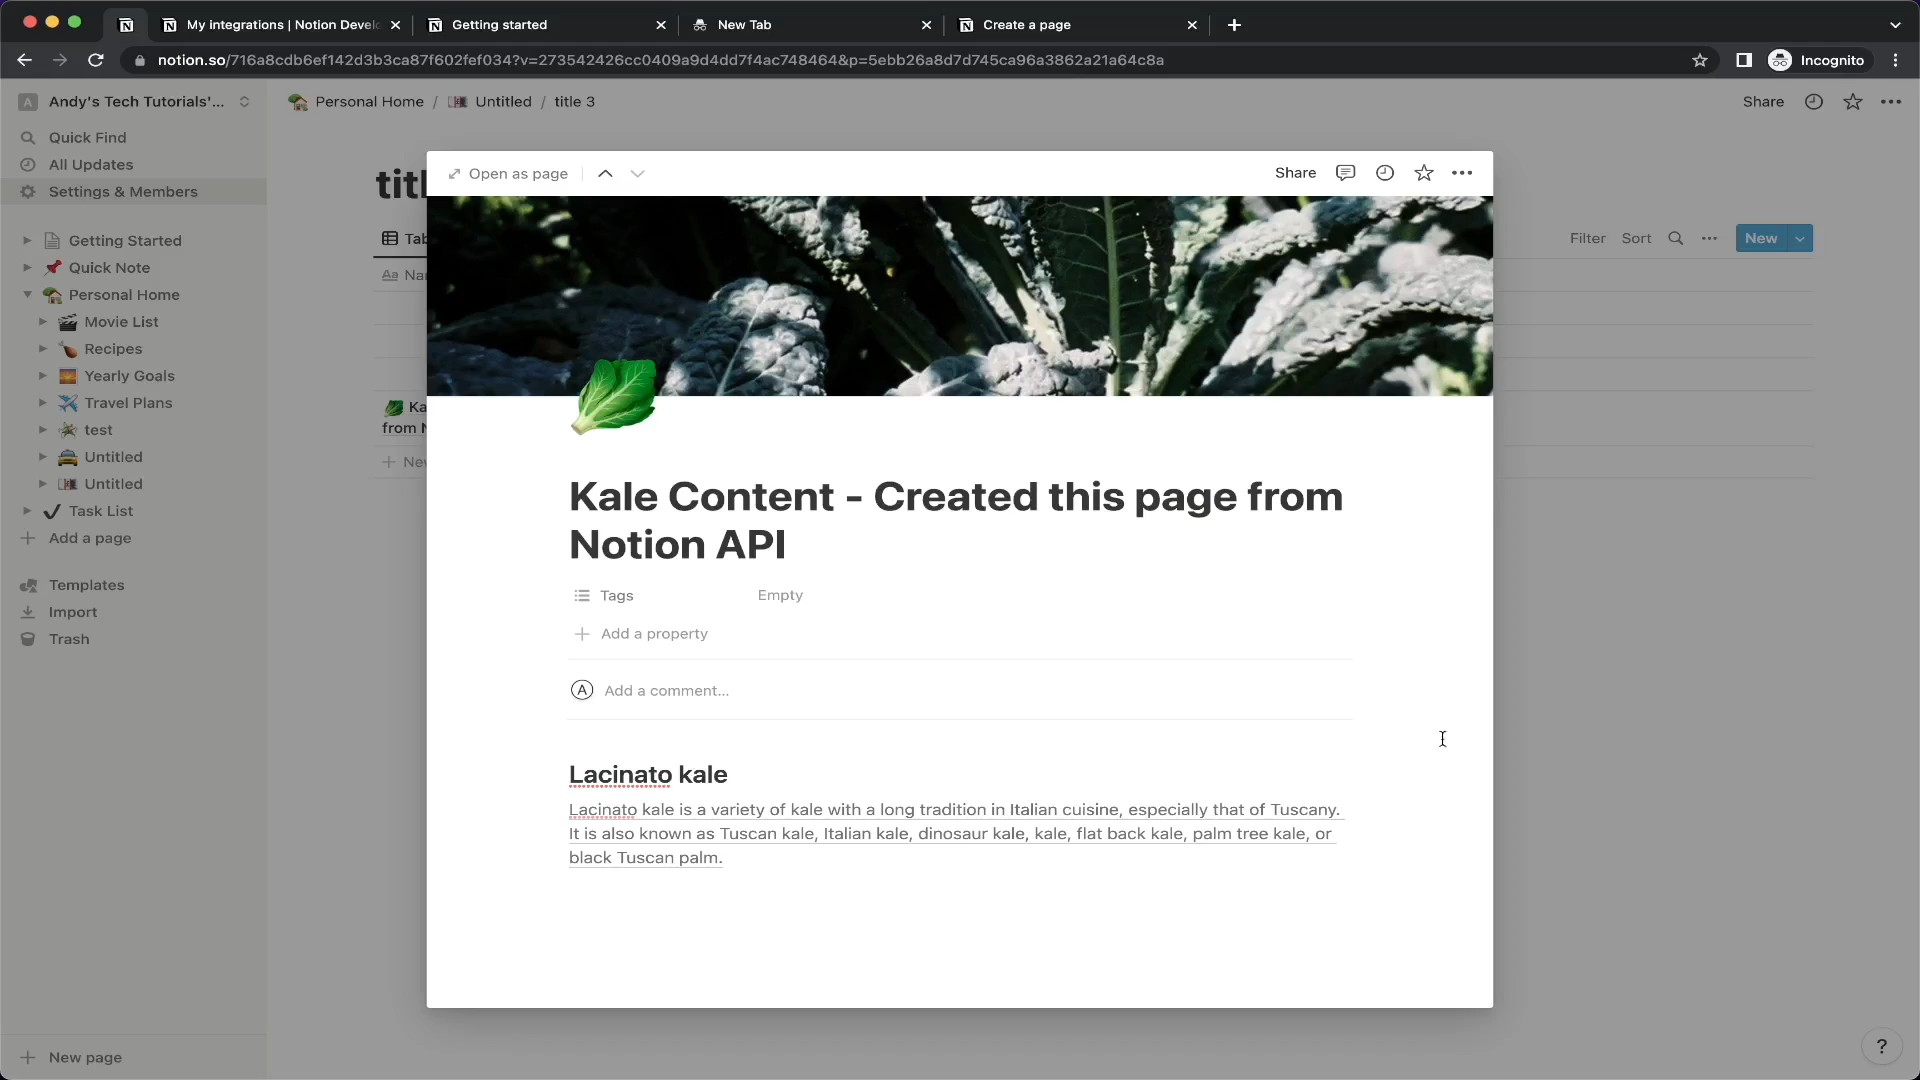 My integrations | Notion Develo
Getting started
New Tab
Create a page
notion.so/716a8cdb6ef142d3b3ca87f602fef034?v=273542426cc0409a9d4dd7f4ac748464&p=5ebb26a8d7d745ca96a3862a21a64c8a
Incognito
A Andy's Tech Tutorials'...
Personal Home / Untitled / title 3
Share
Quick Find
All Updates
Settings & Members
Getting Started
Quick Note
Personal Home
Movie List
Recipes
Yearly Goals
Travel Plans
test
Untitled
Untitled
Task List
Add a page
Templates
Import
Trash
New page
Filter Sort New
Open as page
Share
Kale Content - Created this page from
Notion API
Tags Empty
Add a property
A Add a comment...
Lacinato kale
Lacinato kale is a variety of kale with a long tradition in Italian cuisine, especially that of Tuscany.
It is also known as Tuscan kale, Italian kale, dinosaur kale, kale, flat back kale, palm tree kale, or
black Tuscan palm.
?